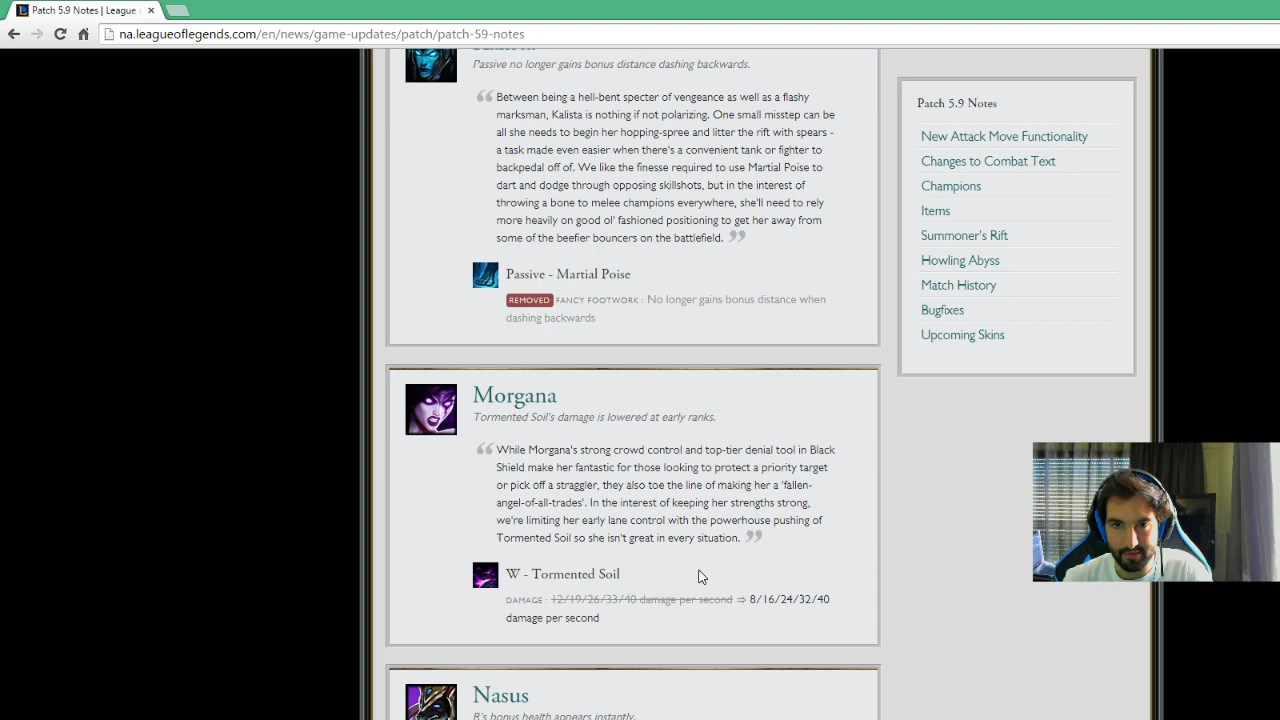 Patch 5.9 Notes | League
na.leagueoflegends.com/en/news/game-updates/patch/patch-59-notes
Passive no longer gains bonus distance dashing backwards.
Between being a hell-bent specter of vengeance as well as a flashy
marksman, Kalista is nothing if not polarizing. One small misstep can be
all she needs to begin her hopping-spree and litter the rift with spears -
a task made even easier when there's a convenient tank or fighter to
backpedal off of. We like the finesse required to use Martial Poise to
dart and dodge through opposing skillshots, but in the interest of
throwing a bone to melee champions everywhere, she'll need to rely
more heavily on good ol' fashioned positioning to get her away from
some of the beefier bouncers on the battlefield.
Passive - Martial Poise
REMOVED FANCY FOOTWORK : No longer gains bonus distance when
dashing backwards
Morgana
Tormented Soil's damage is lowered at early ranks.
While Morgana's strong crowd control and top-tier denial tool in Black
Shield make her fantastic for those looking to protect a priority target
or pick off a straggler, they also toe the line of making her a 'fallen-
angel-of-all-trades'. In the interest of keeping her strengths strong,
we're limiting her early lane control with the powerhouse pushing of
Tormented Soil so she isn't great in every situation.
W - Tormented Soil
DAMAGE : 12/19/26/33/40 damage per second ⇒ 8/16/24/32/40
damage per second
Nasus
R's bonus health appears instantly.
Patch 5.9 Notes
New Attack Move Functionality
Changes to Combat Text
Champions
Items
Summoner's Rift
Howling Abyss
Match History
Bugfixes
Upcoming Skins